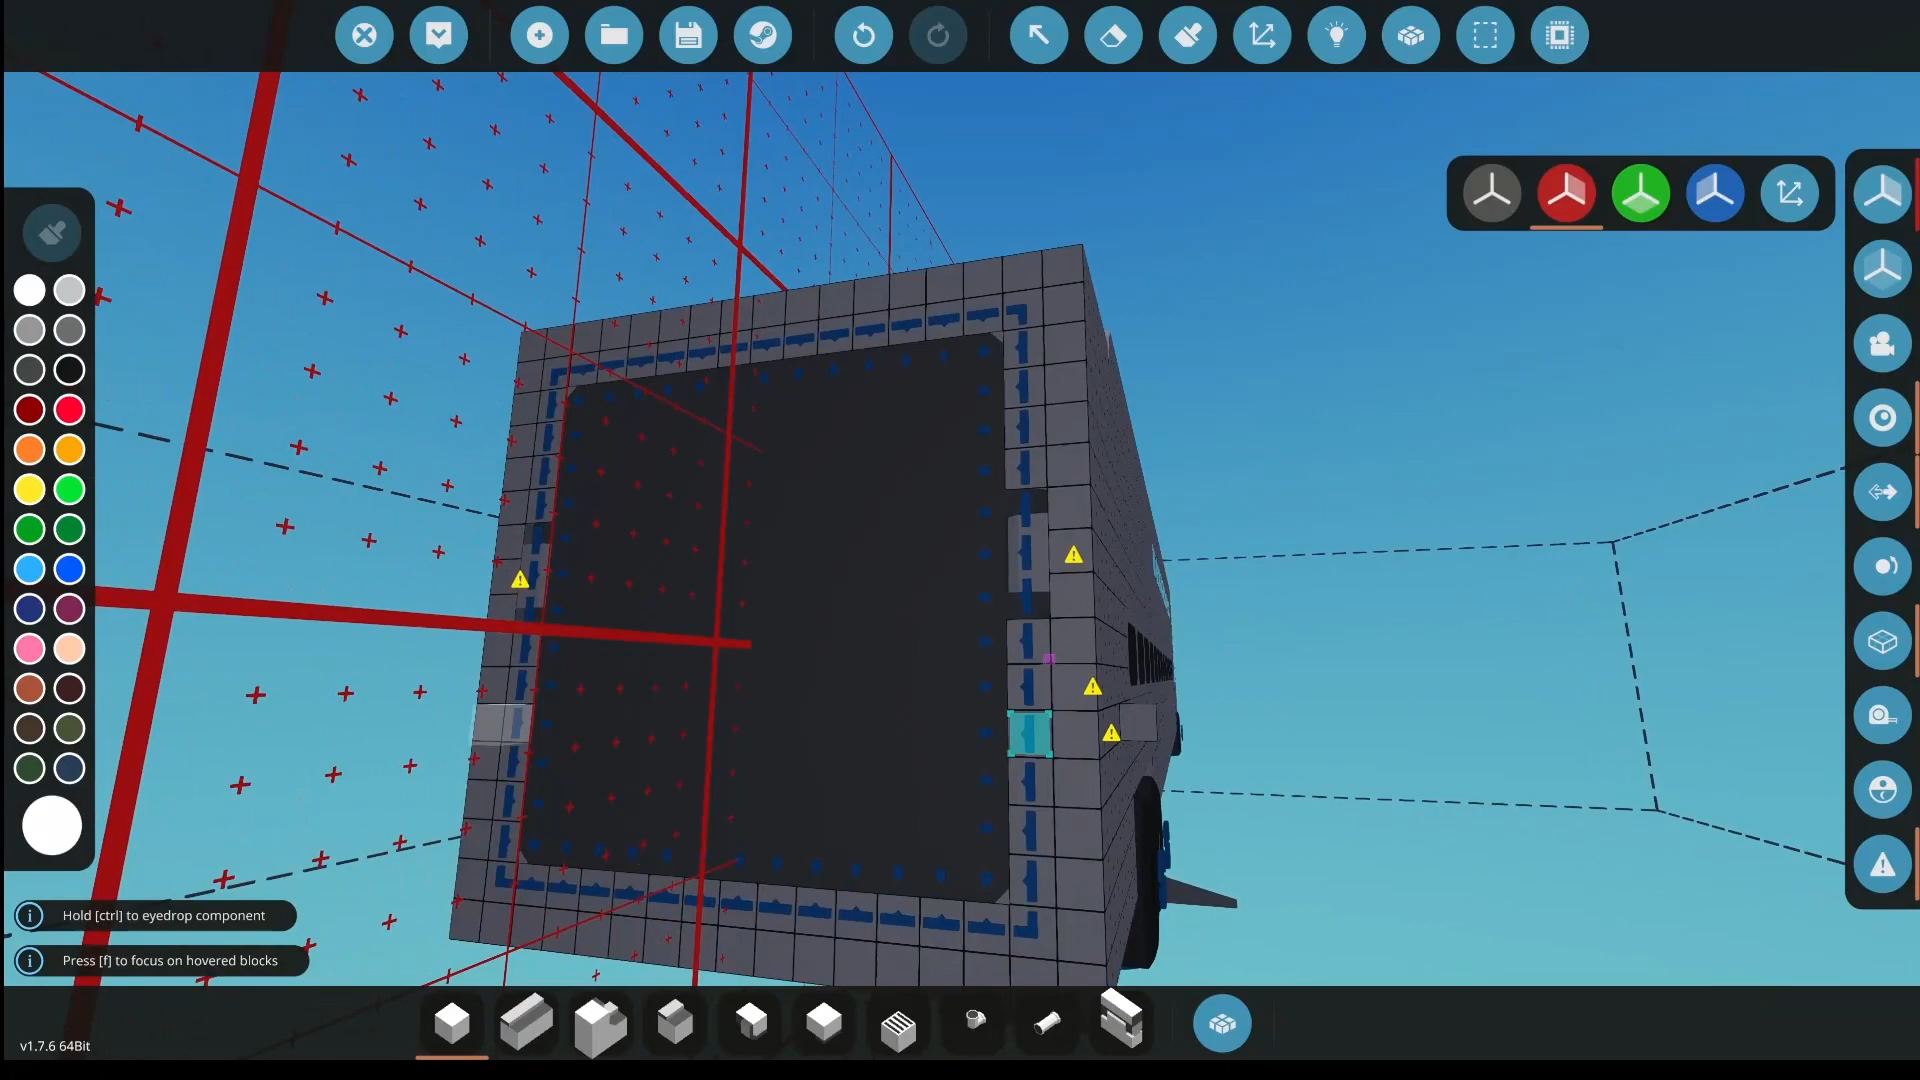 Hold [ctrl] to eyedrop component
Press [f] to focus on hovered blocks
v1.7.6 64Bit